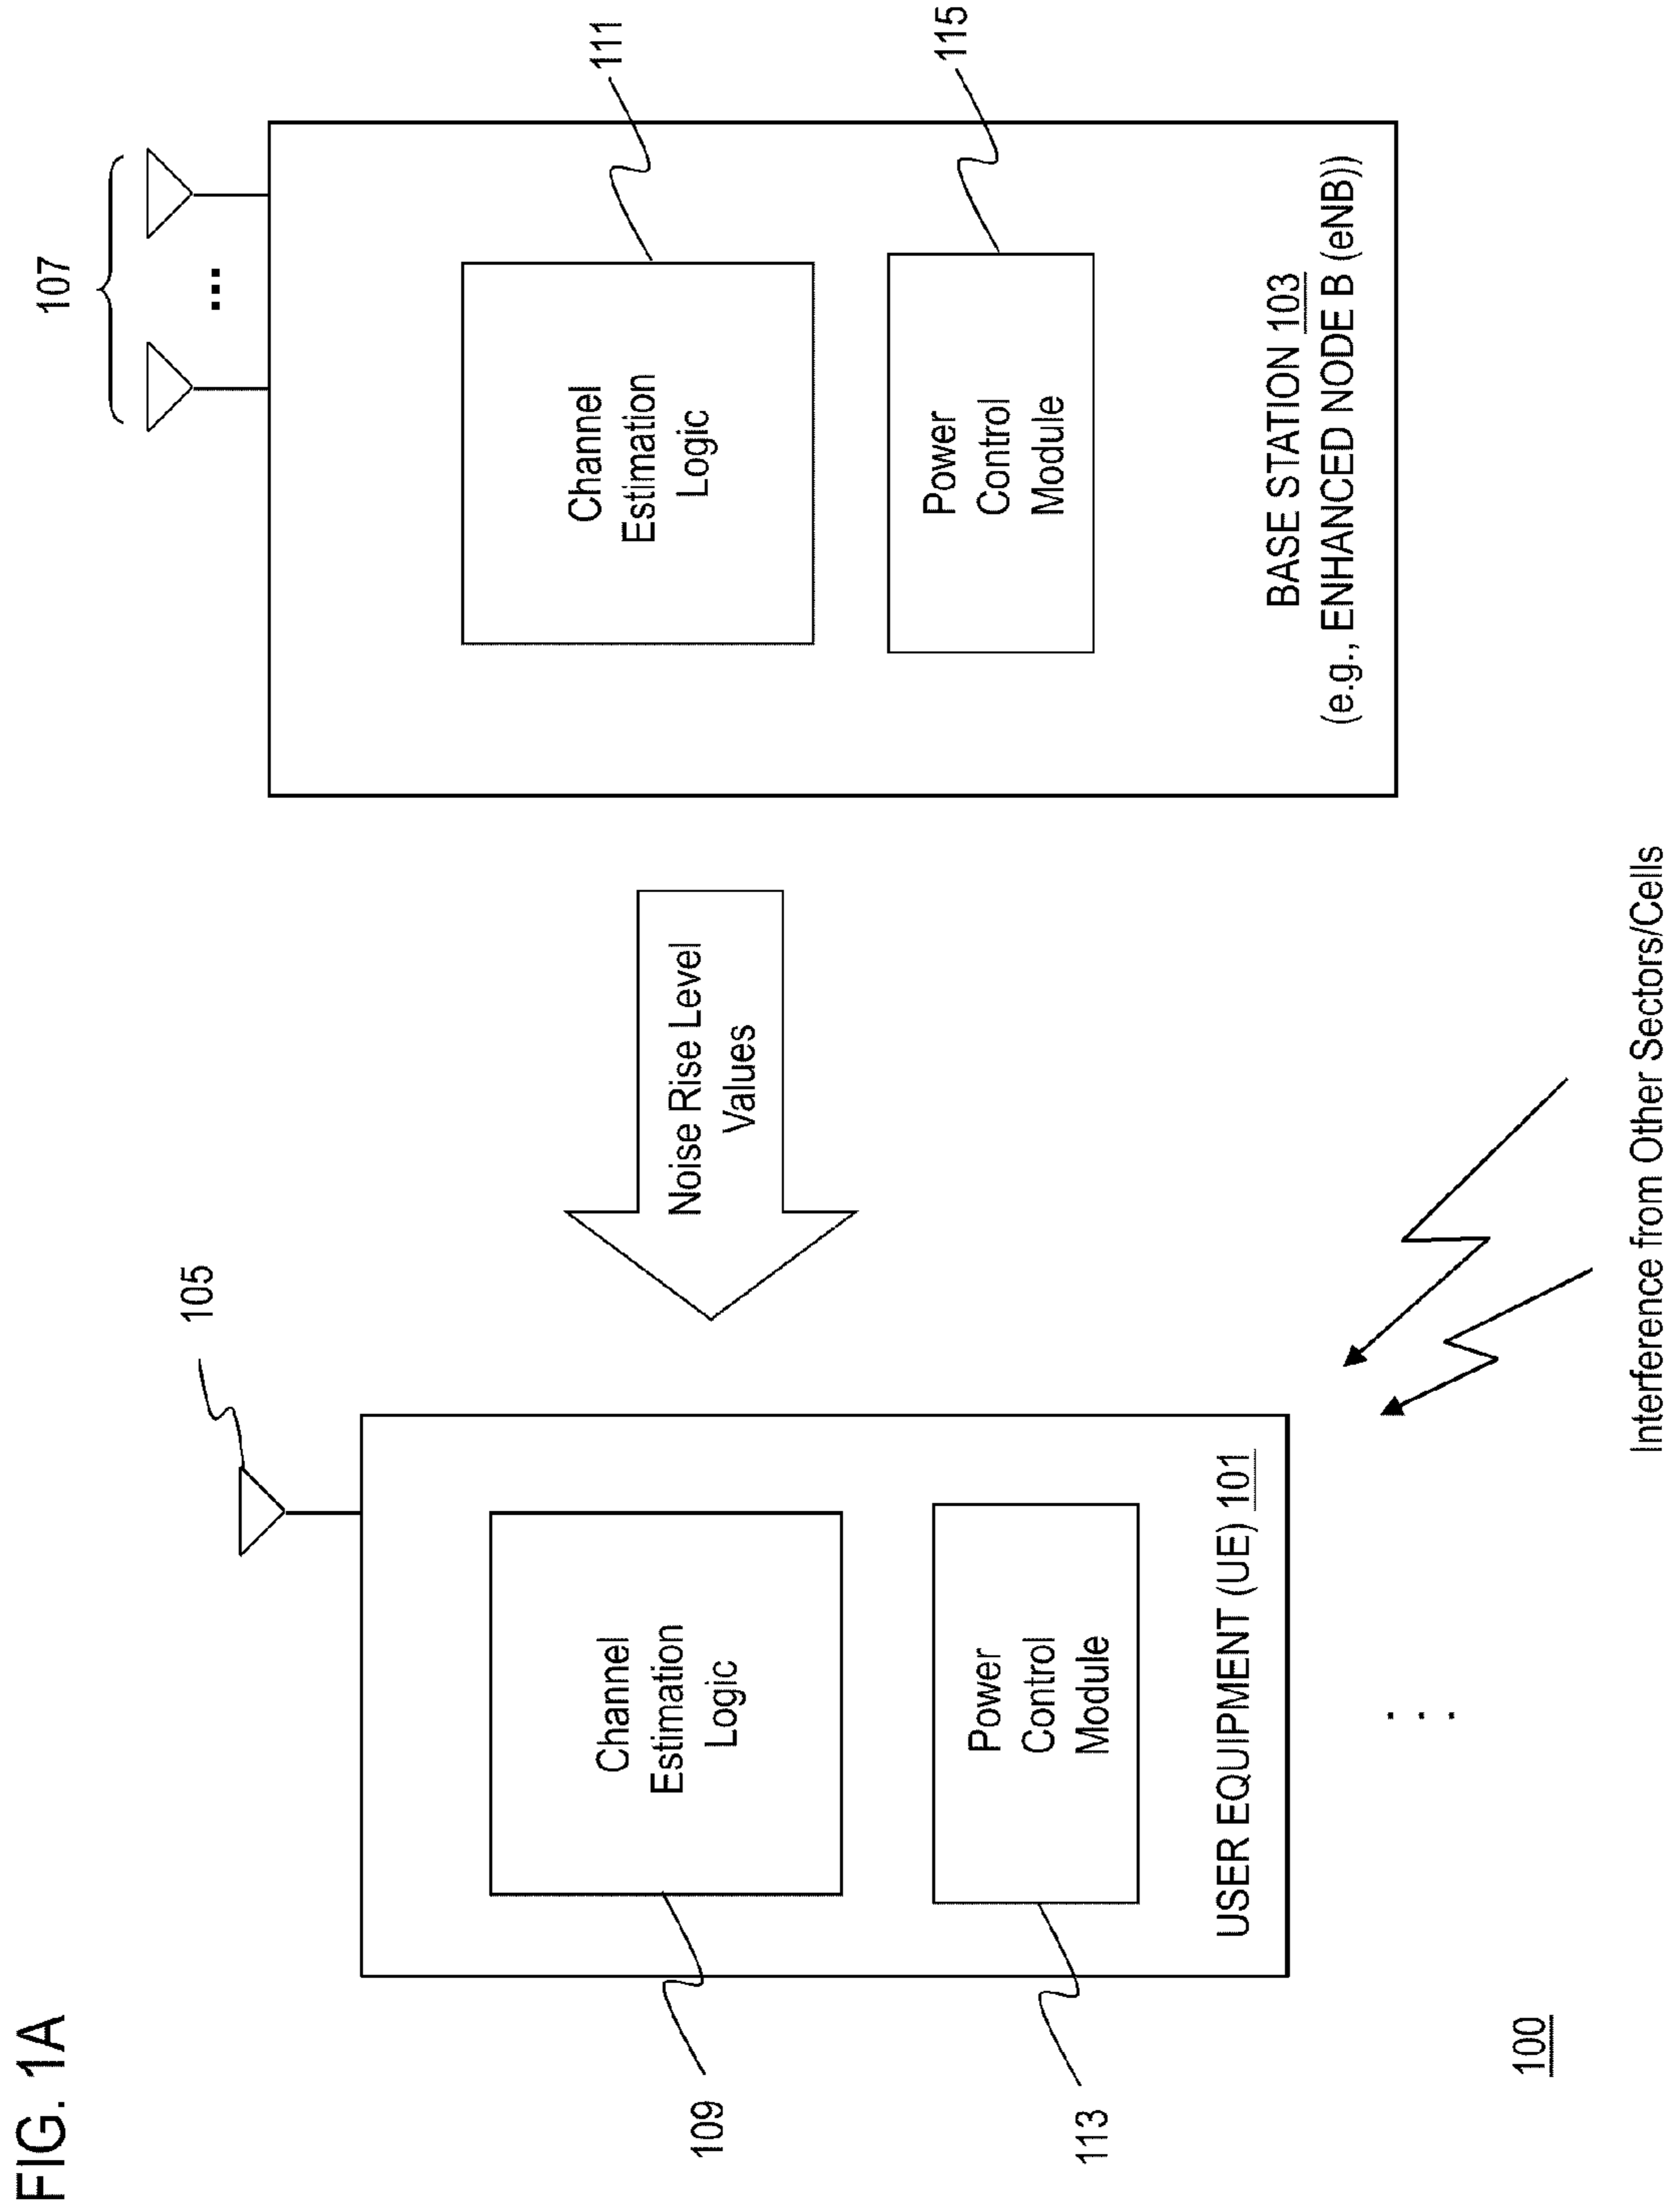 FIG. 1A
105
107
109
Channel
Estimation
Logic
113
Power
Control
Module
USER EQUIPMENT (UE) 101
Noise Rise Level
Values
111
Channel
Estimation
Logic
115
Power
Control
Module
BASE STATION 103
(e.g., ENHANCED NODE B (eNB))
...
Interference from Other Sectors/Cells
100